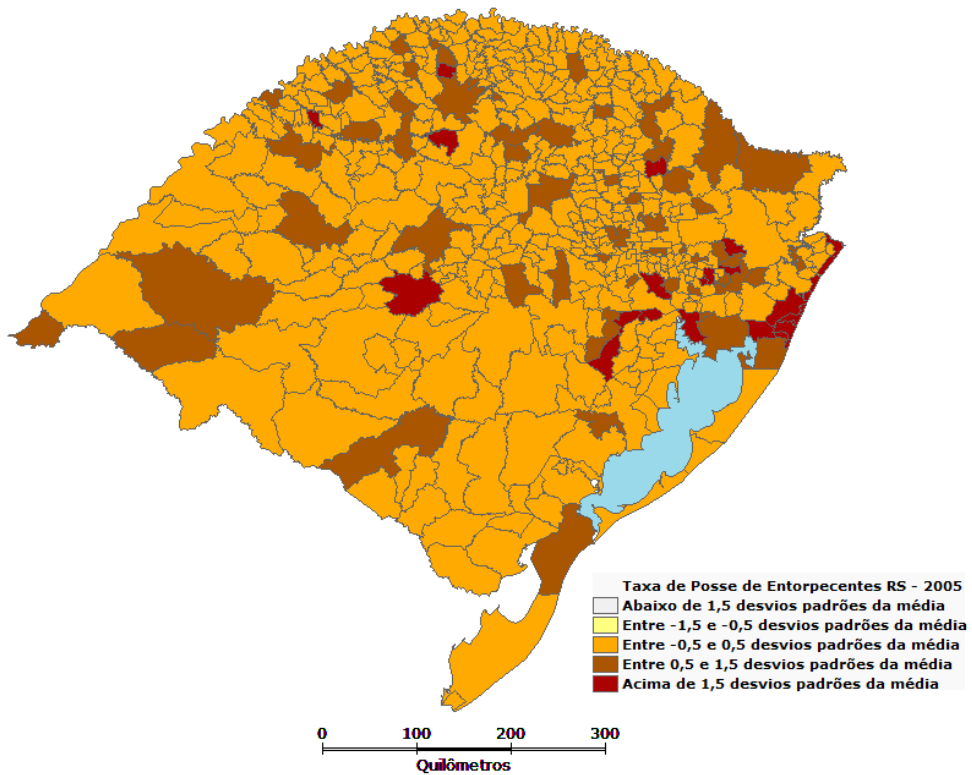 Taxa de Posse de Entorpecentes RS - 2005
Abaixo de 1,5 desvios padrões da média
Entre -1,5 e -0,5 desvios padrões da média
Entre -0,5 e 0,5 desvios padrões da média
Entre 0,5 e 1,5 desvios padrões da média
Acima de 1,5 desvios padrões da média
0 100 200 300
Quilômetros